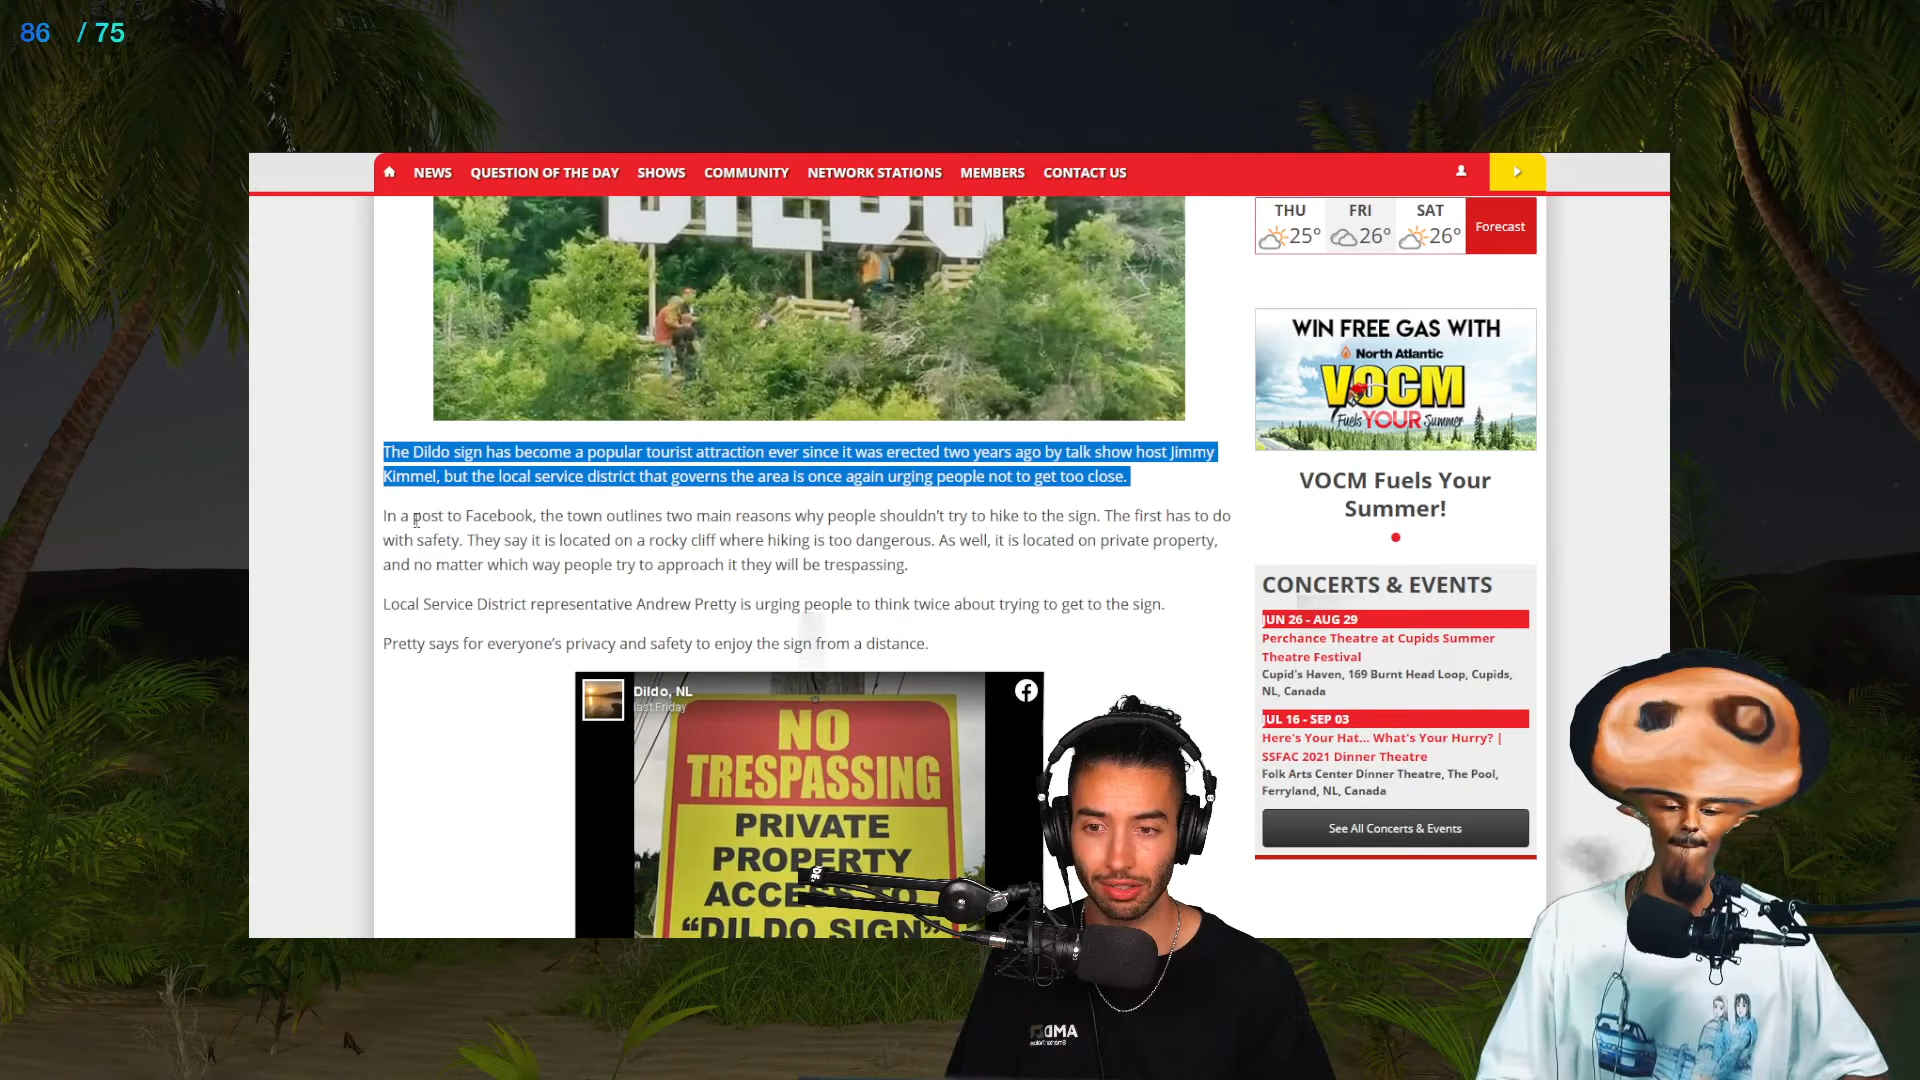 86 / 75
NEWS QUESTION OF THE DAY SHOWS COMMUNITY NETWORK STATIONS MEMBERS CONTACT US
DILDO
THU FRI SAT
25° 26° 26°
Forecast
WIN FREE GAS WITH
North Atlantic
VOCM
Fuels YOUR Summer
The Dildo sign has become a popular tourist attraction ever since it was erected two years ago by talk show host Jimmy
Kimmel, but the local service district that governs the area is once again urging people not to get too close.
VOCM Fuels Your
Summer!
In a post to Facebook, the town outlines two main reasons why people shouldn't try to hike to the sign. The first has to do
with safety. They say it is located on a rocky cliff where hiking is too dangerous. As well, it is located on private property,
and no matter which way people try to approach it they will be trespassing.
Local Service District representative Andrew Pretty is urging people to think twice about trying to get to the sign.
Pretty says for everyone's privacy and safety to enjoy the sign from a distance.
CONCERTS & EVENTS
JUN 26 - AUG 29
Perchance Theatre at Cupids Summer
Theatre Festival
Cupid's Haven, 169 Burnt Head Loop, Cupids,
NL, Canada
JUL 16 - SEP 03
Here's Your Hat... What's Your Hurry? |
SSFAC 2021 Dinner Theatre
Folk Arts Center Dinner Theatre, The Pool,
Ferryland, NL, Canada
See All Concerts & Events
Dildo, NL
last Friday
NO
TRESPASSING
PRIVATE
PROPERTY
ACCESS TO
"DILDO SIGN"
AMD